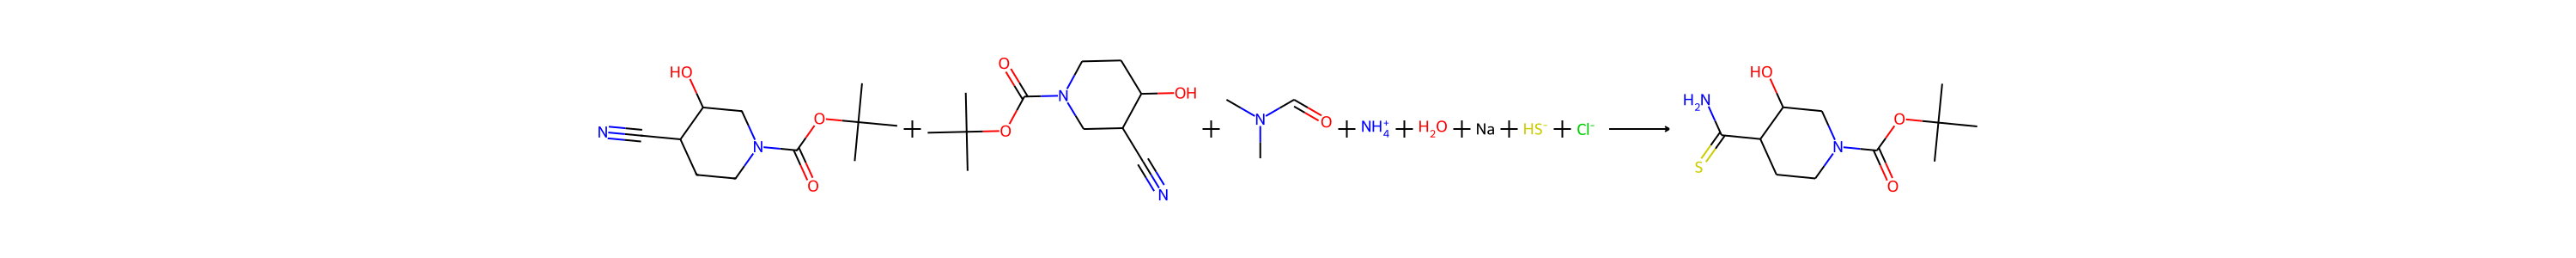 HO
N
N
O
O
+
O
N
OH
O
N
+
N
O
+ NH₄⁺ + H₂O + Na + HS⁻ + Cl⁻
HO
H₂N
S
N
O
O